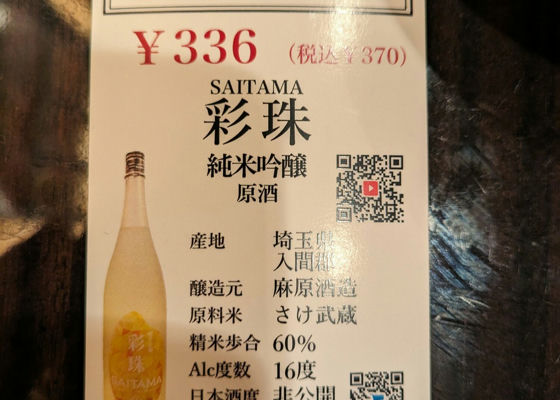 ¥336 (税込¥370)
SAITAMA
彩珠
純米吟醸
原酒
産地 埼玉県
入間郡
醸造元 麻原酒造
原料米 さけ武蔵
精米歩合 60%
Alc度数 16度
日本酒度 非公開
彩珠
SAITAMA